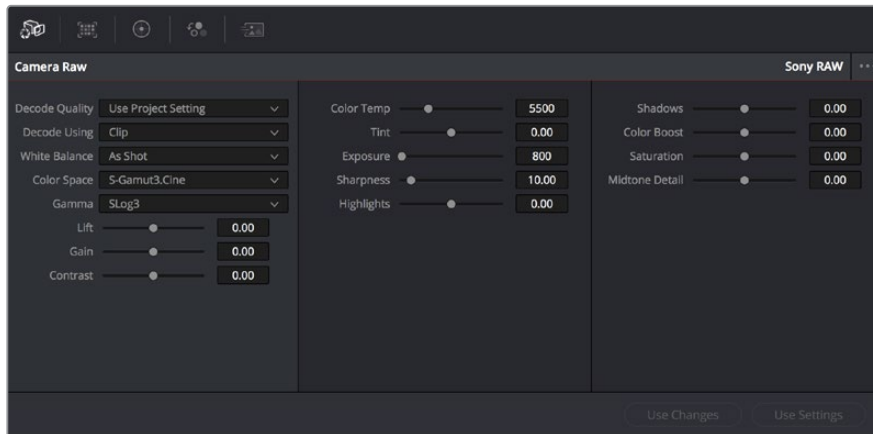 Camera Raw
Sony RAW
Decode Quality Use Project Setting
Decode Using Clip
White Balance As Shot
Color Space S-Gamut3.Cine
Gamma SLog3
Lift 0.00
Gain 0.00
Contrast 0.00
Color Temp 5500
Tint 0.00
Exposure 800
Sharpness 10.00
Highlights 0.00
Shadows 0.00
Color Boost 0.00
Saturation 0.00
Midtone Detail 0.00
Use Changes
Use Settings